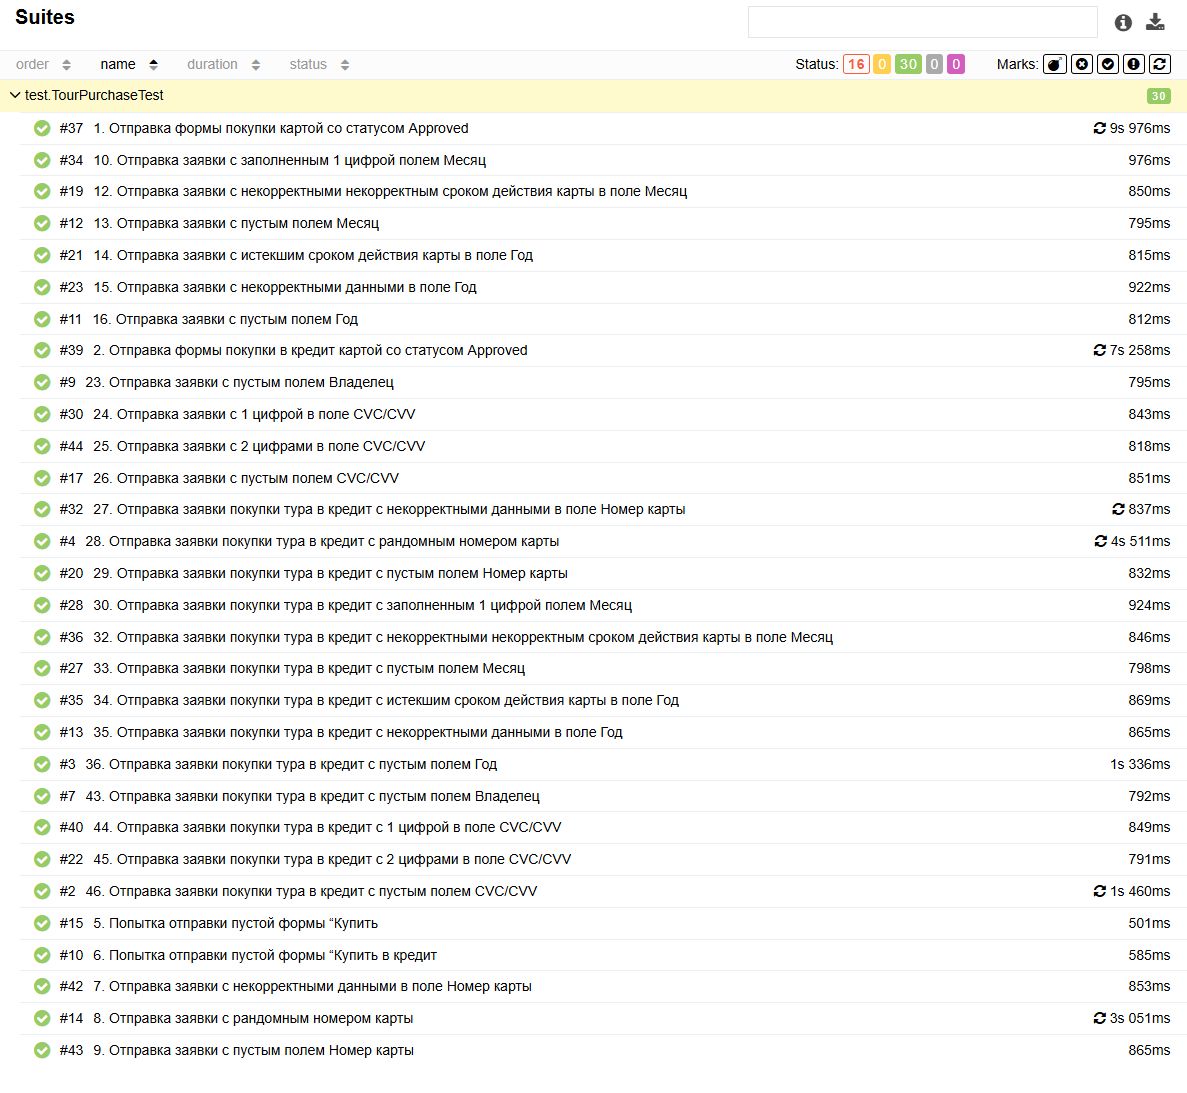 Suites
order name duration status Status: 16 0 30 0 0 Marks:
test.TourPurchaseTest 30
#37 1. Отправка формы покупки картой со статусом Approved 9s 976ms
#34 10. Отправка заявки с заполненным 1 цифрой полем Месяц 976ms
#19 12. Отправка заявки с некорректными некорректным сроком действия карты в поле Месяц 850ms
#12 13. Отправка заявки с пустым полем Месяц 795ms
#21 14. Отправка заявки с истекшим сроком действия карты в поле Год 815ms
#23 15. Отправка заявки с некорректными данными в поле Год 922ms
#11 16. Отправка заявки с пустым полем Год 812ms
#39 2. Отправка формы покупки в кредит картой со статусом Approved 7s 258ms
#9 23. Отправка заявки с пустым полем Владелец 795ms
#30 24. Отправка заявки с 1 цифрой в поле CVC/CVV 843ms
#44 25. Отправка заявки с 2 цифрами в поле CVC/CVV 818ms
#17 26. Отправка заявки с пустым полем CVC/CVV 851ms
#32 27. Отправка заявки покупки тура в кредит с некорректными данными в поле Номер карты 837ms
#4 28. Отправка заявки покупки тура в кредит с рандомным номером карты 4s 511ms
#20 29. Отправка заявки покупки тура в кредит с пустым полем Номер карты 832ms
#28 30. Отправка заявки покупки тура в кредит с заполненным 1 цифрой полем Месяц 924ms
#36 32. Отправка заявки покупки тура в кредит с некорректными некорректным сроком действия карты в поле Месяц 846ms
#27 33. Отправка заявки покупки тура в кредит с пустым полем Месяц 798ms
#35 34. Отправка заявки покупки тура в кредит с истекшим сроком действия карты в поле Год 869ms
#13 35. Отправка заявки покупки тура в кредит с некорректными данными в поле Год 865ms
#3 36. Отправка заявки покупки тура в кредит с пустым полем Год 1s 336ms
#7 43. Отправка заявки покупки тура в кредит с пустым полем Владелец 792ms
#40 44. Отправка заявки покупки тура в кредит с 1 цифрой в поле CVC/CVV 849ms
#22 45. Отправка заявки покупки тура в кредит с 2 цифрами в поле CVC/CVV 791ms
#2 46. Отправка заявки покупки тура в кредит с пустым полем CVC/CVV 1s 460ms
#15 5. Попытка отправки пустой формы “Купить 501ms
#10 6. Попытка отправки пустой формы “Купить в кредит 585ms
#42 7. Отправка заявки с некорректными данными в поле Номер карты 853ms
#14 8. Отправка заявки с рандомным номером карты 3s 051ms
#43 9. Отправка заявки с пустым полем Номер карты 865ms